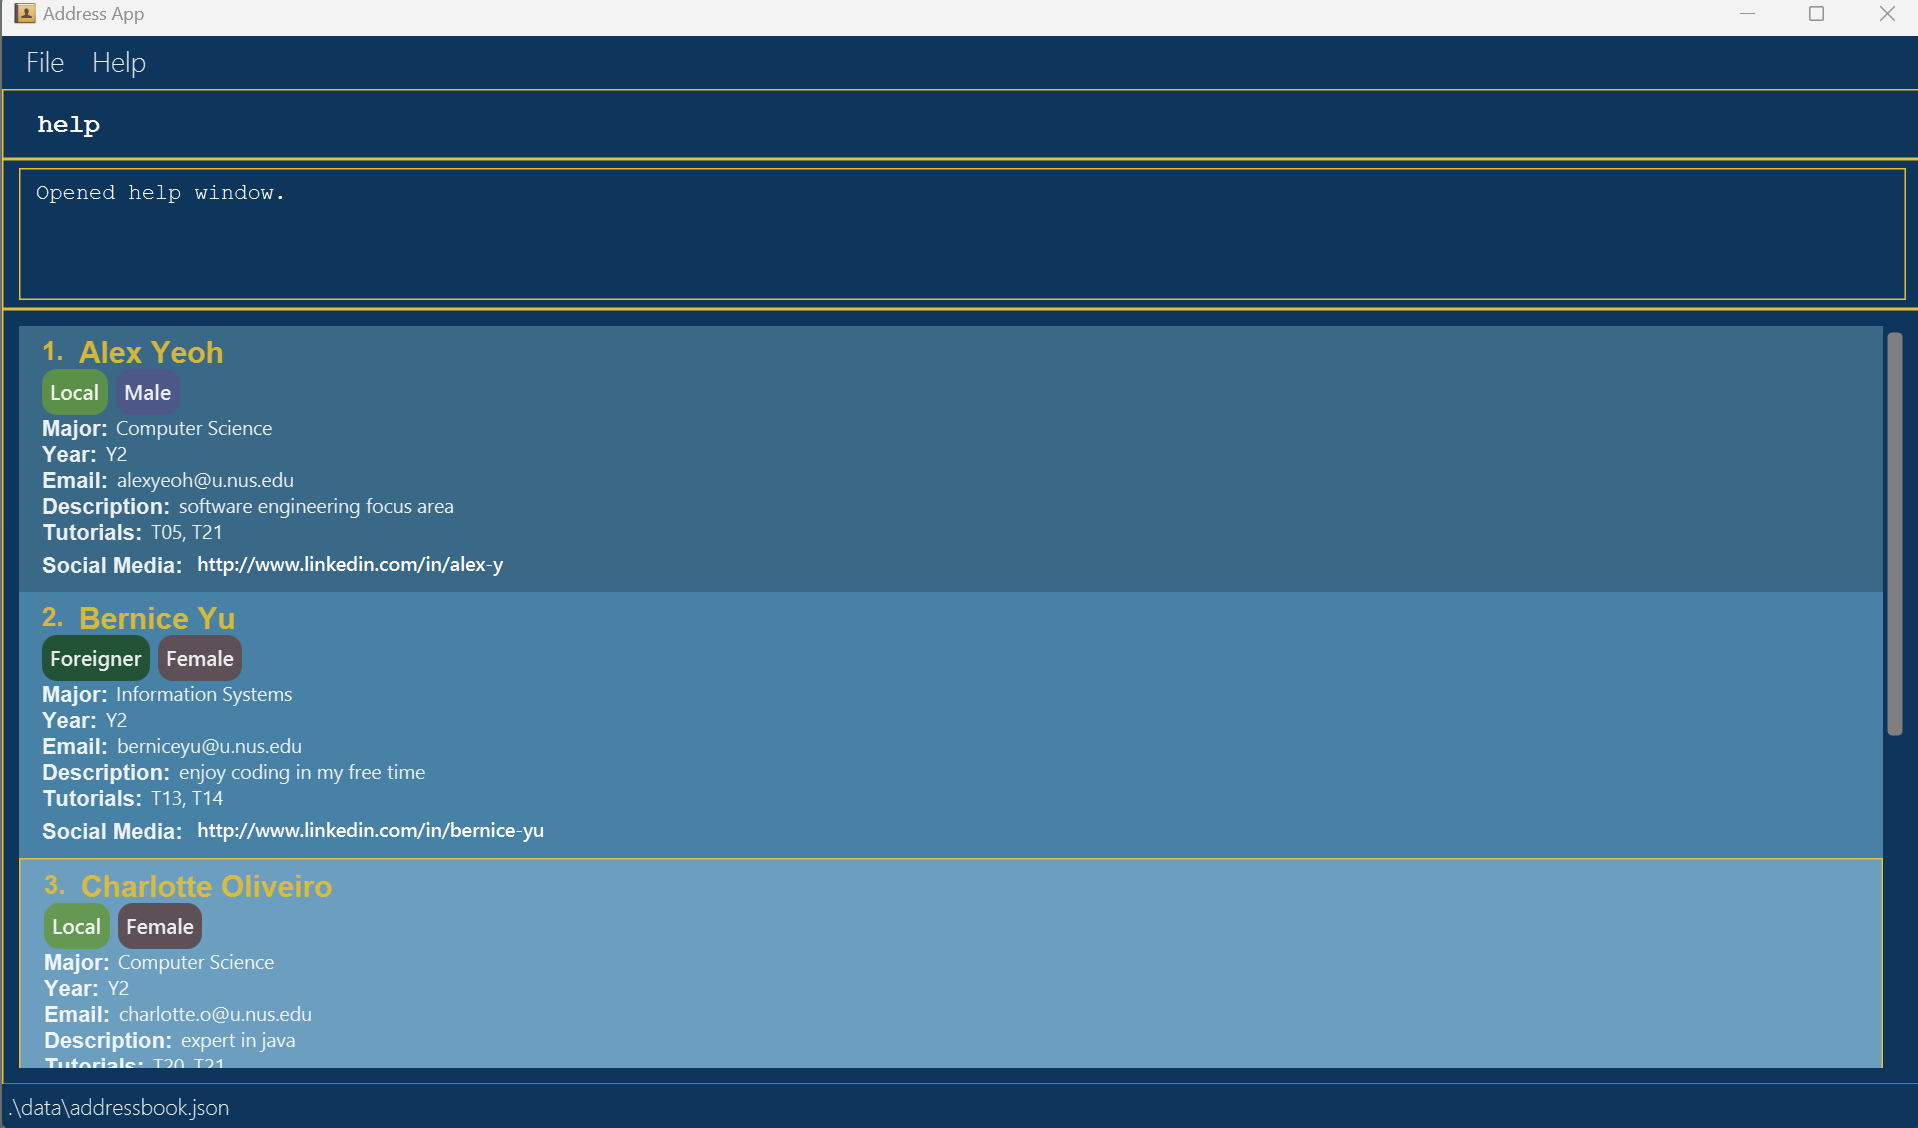 Address App
File Help
help
Opened help window.
1. Alex Yeoh
Local Male
Major: Computer Science
Year: Y2
Email: alexyeoh@u.nus.edu
Description: software engineering focus area
Tutorials: T05, T21
Social Media: http://www.linkedin.com/in/alex-y
2. Bernice Yu
Foreigner Female
Major: Information Systems
Year: Y2
Email: berniceyu@u.nus.edu
Description: enjoy coding in my free time
Tutorials: T13, T14
Social Media: http://www.linkedin.com/in/bernice-yu
3. Charlotte Oliveiro
Local Female
Major: Computer Science
Year: Y2
Email: charlotte.o@u.nus.edu
Description: expert in java
Tutorials: T20, T21
.\data\addressbook.json